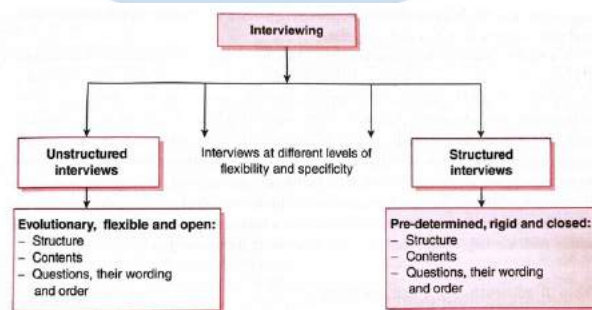 Interviewing
Unstructured
interviews
Interviews at different levels of
flexibility and specificity
Structured
interviews
Evolutionary, flexible and open:
– Structure
– Contents
– Questions, their wording
and order
Pre-determined, rigid and closed:
– Structure
– Contents
– Questions, their wording
and order